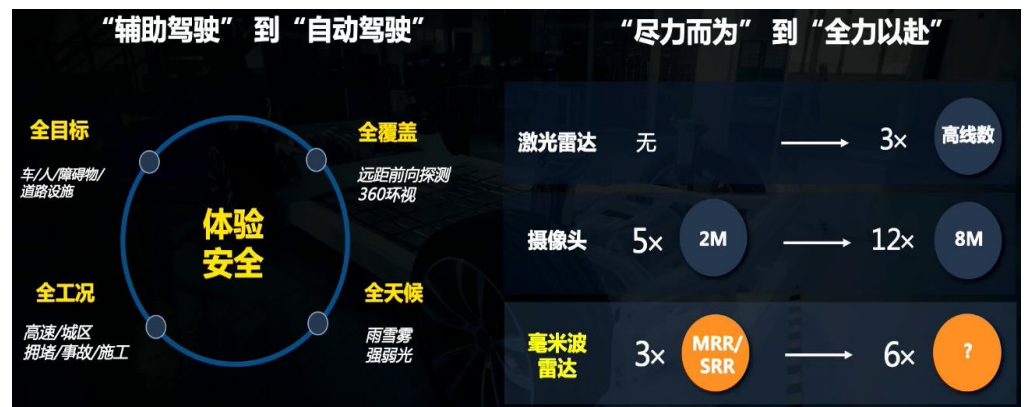 “辅助驾驶” 到 “自动驾驶”
全目标
车/人/障碍物/
道路设施
全覆盖
远距前向探测
360环视
体验
安全
全工况
高速/城区
拥堵/事故/施工
全天候
雨雪雾
强弱光
“尽力而为” 到 “全力以赴”
激光雷达 无 3× 高线数
摄像头 5× 2M 12× 8M
毫米波
雷达
3× MRR/
SRR
6× ?